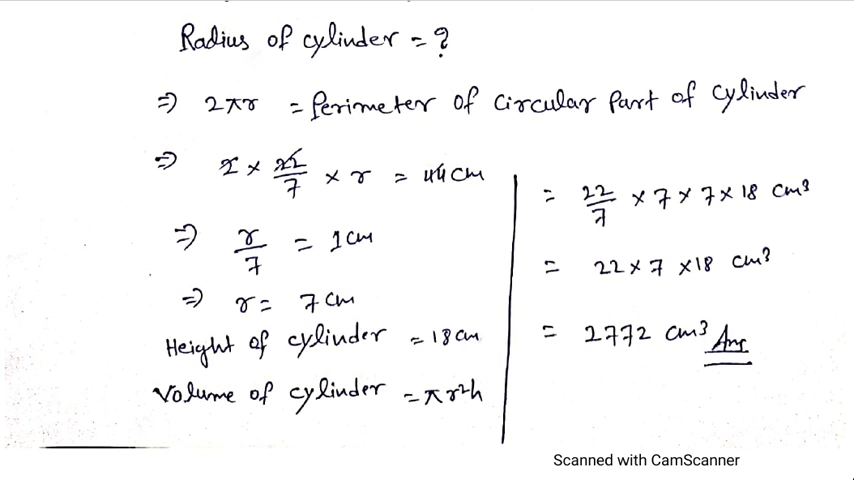 Radius of cylinder = ?
⇒ 2πr = Perimeter of circular Part of cylinder
⇒ 2 × 22/7 × r = 44 cm
⇒ r/7 = 1 cm
⇒ r = 7 cm
Height of cylinder = 18 cm
Volume of cylinder = πr²h
= 22/7 × 7 × 7 × 18 cm³
= 22 × 7 × 18 cm³
= 2772 cm³ Ans
Scanned with CamScanner